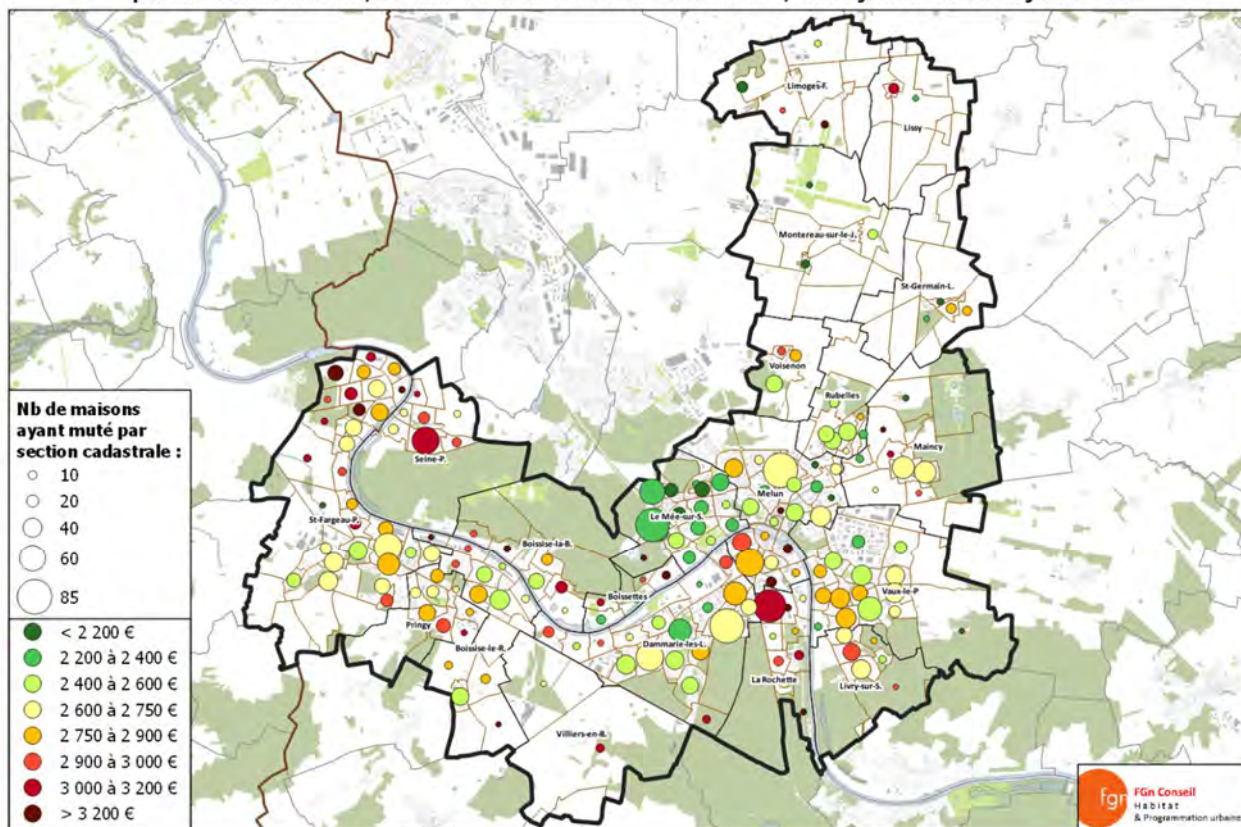 Limoges-F.
Lissy
Montereau-sur-le-J.
St-Germain-L.
Voisenon
Rubelles
Maincy
Nb de maisons
ayant muté par
section cadastrale :
10
20
40
60
85
Seine-P.
Melun
Le Mée-sur-S.
St-Fargeau-P.
Boissise-la-B.
Boissettes
Vaux-le-P
Pringy
Dammarie-les-L.
Boissise-le-R.
La Rochette
Livry-sur-S.
Villiers-en-B.
< 2 200 €
2 200 à 2 400 €
2 400 à 2 600 €
2 600 à 2 750 €
2 750 à 2 900 €
2 900 à 3 000 €
3 000 à 3 200 €
> 3 200 €
fgn
FGn Conseil
Habitat
& Programmation urbaine